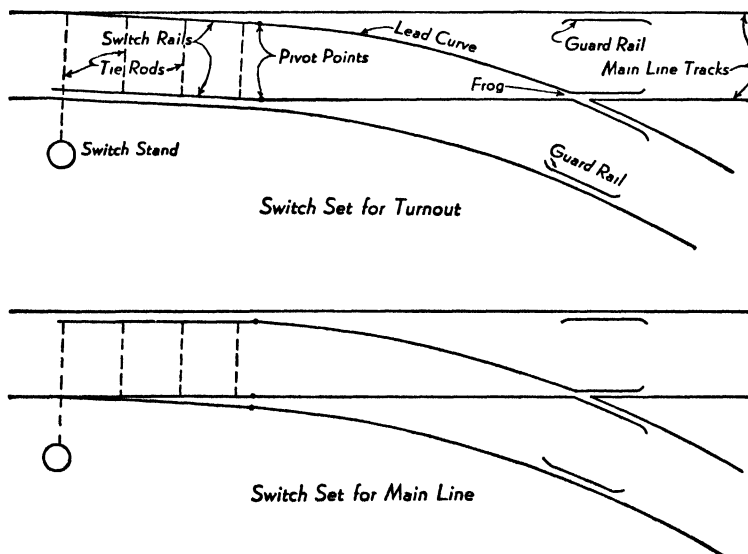 Switch Rails
Tie Rods
Pivot Points
Lead Curve
Guard Rail
Main Line Tracks
Frog
Switch Stand
Guard Rail
Switch Set for Turnout
Switch Set for Main Line